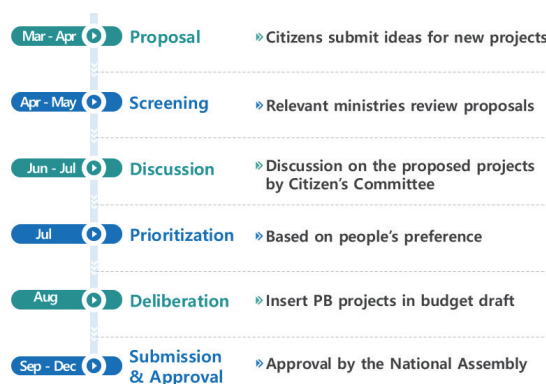 Mar - Apr Proposal Citizens submit ideas for new projects
Apr - May Screening Relevant ministries review proposals
Jun - Jul Discussion Discussion on the proposed projects
by Citizen's Committee
Jul Prioritization Based on people's preference
Aug Deliberation Insert PB projects in budget draft
Sep - Dec Submission
& Approval Approval by the National Assembly